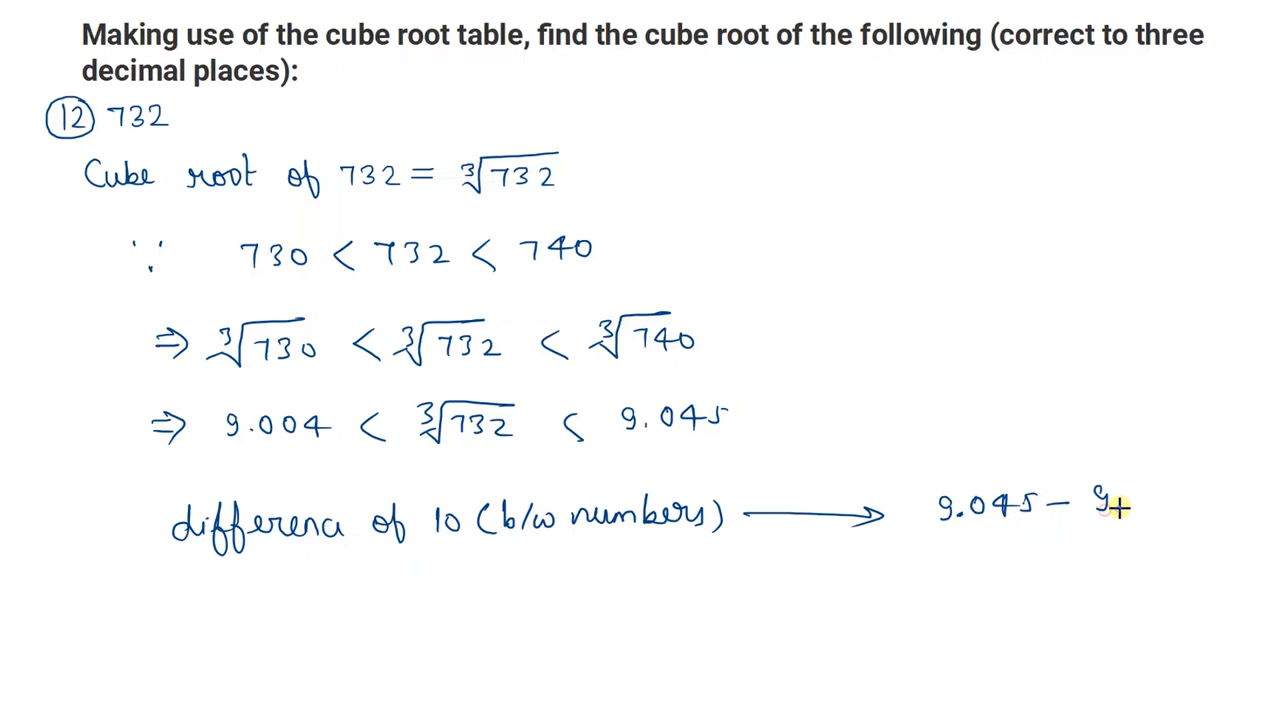 Making use of the cube root table, find the cube root of the following (correct to three
decimal places):
12 732
Cube root of 732 = ∛732
∵ 730 < 732 < 740
⇒ ∛730 < ∛732 < ∛740
⇒ 9.004 < ∛732 < 9.045
difference of 10 (b/w numbers) ⟶ 9.045 – 9